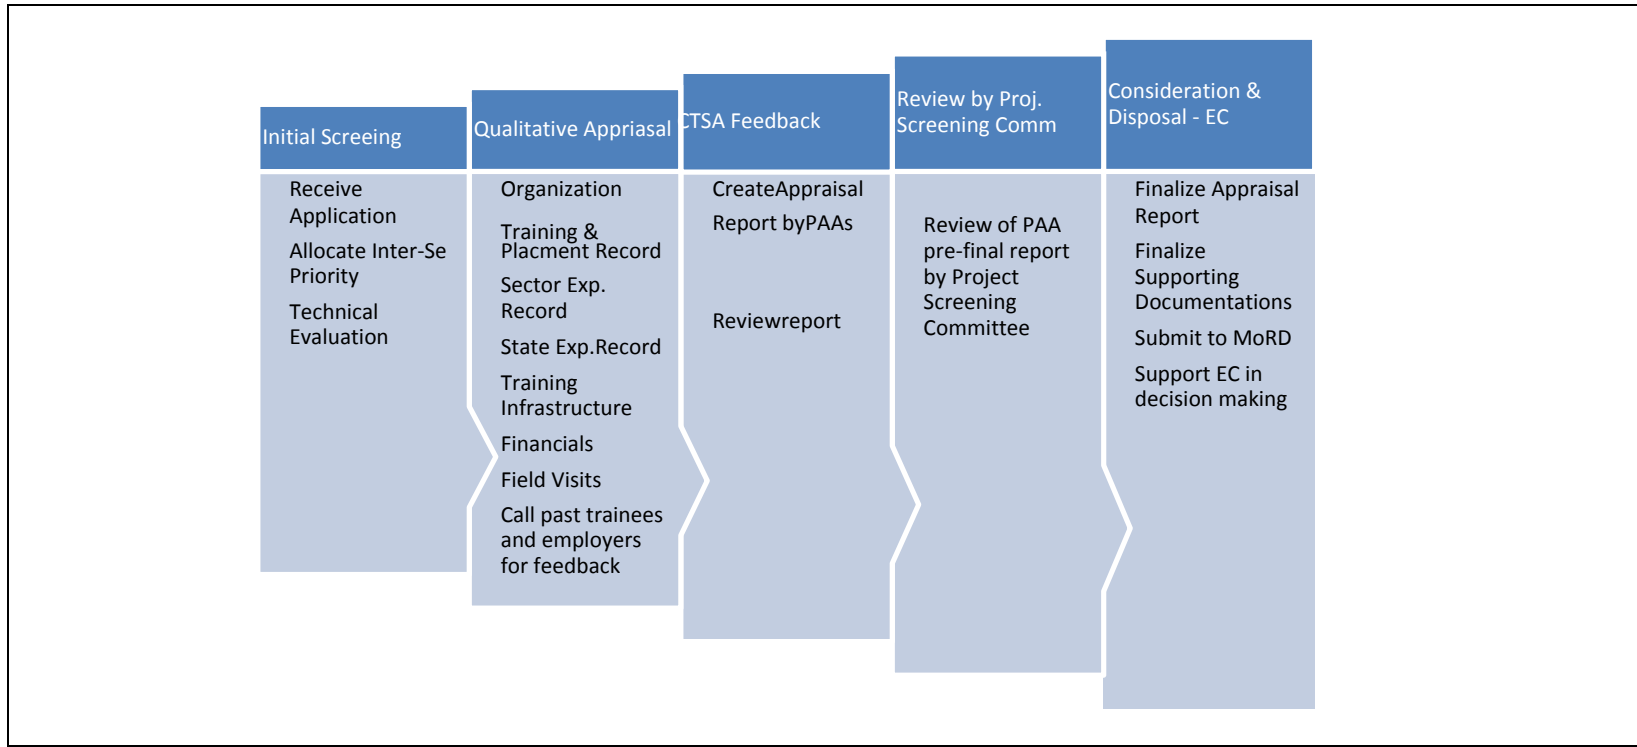 Initial Screeing
Receive
Application
Allocate Inter-Se
Priority
Technical
Evaluation
Qualitative Appriasal
Organization
Training &
Placment Record
Sector Exp.
Record
State Exp.Record
Training
Infrastructure
Financials
Field Visits
Call past trainees
and employers
for feedback
CTSA Feedback
CreateAppraisal
Report byPAAs
Reviewreport
Review by Proj.
Screening Comm
Review of PAA
pre-final report
by Project
Screening
Committee
Consideration &
Disposal - EC
Finalize Appraisal
Report
Finalize
Supporting
Documentations
Submit to MoRD
Support EC in
decision making